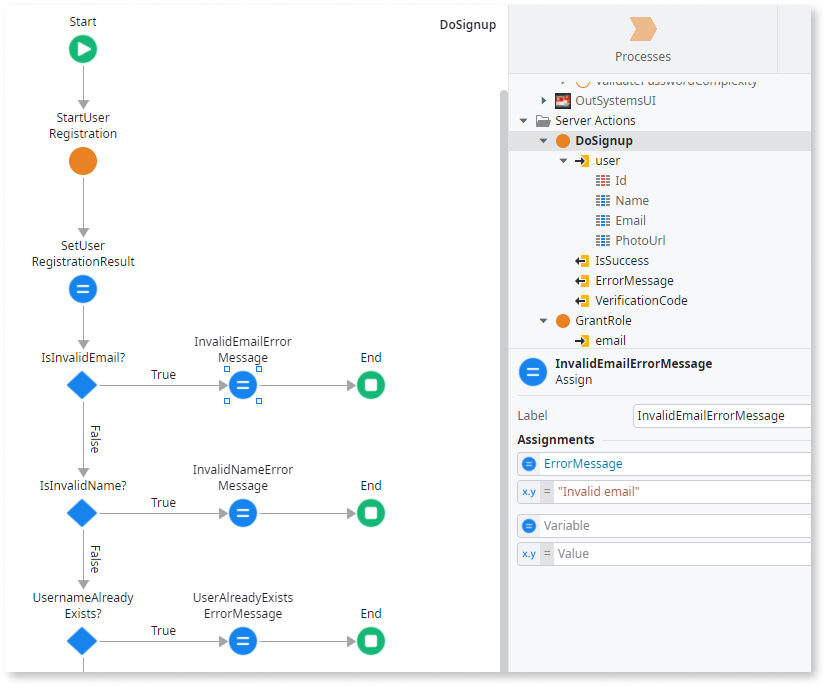 Start
DoSignup
StartUser
Registration
SetUser
RegistrationResult
IsInvalidEmail?
True
InvalidEmailError
Message
End
False
IsInvalidName?
True
InvalidNameError
Message
End
False
UsernameAlready
Exists?
True
UserAlreadyExists
ErrorMessage
End
Processes
ValidatePasswordComplexity
OutSystemsUI
Server Actions
DoSignup
user
Id
Name
Email
PhotoUrl
IsSuccess
ErrorMessage
VerificationCode
GrantRole
email
InvalidEmailErrorMessage
Assign
Label
InvalidEmailErrorMessage
Assignments
ErrorMessage
x.y = "Invalid email"
Variable
x.y = Value